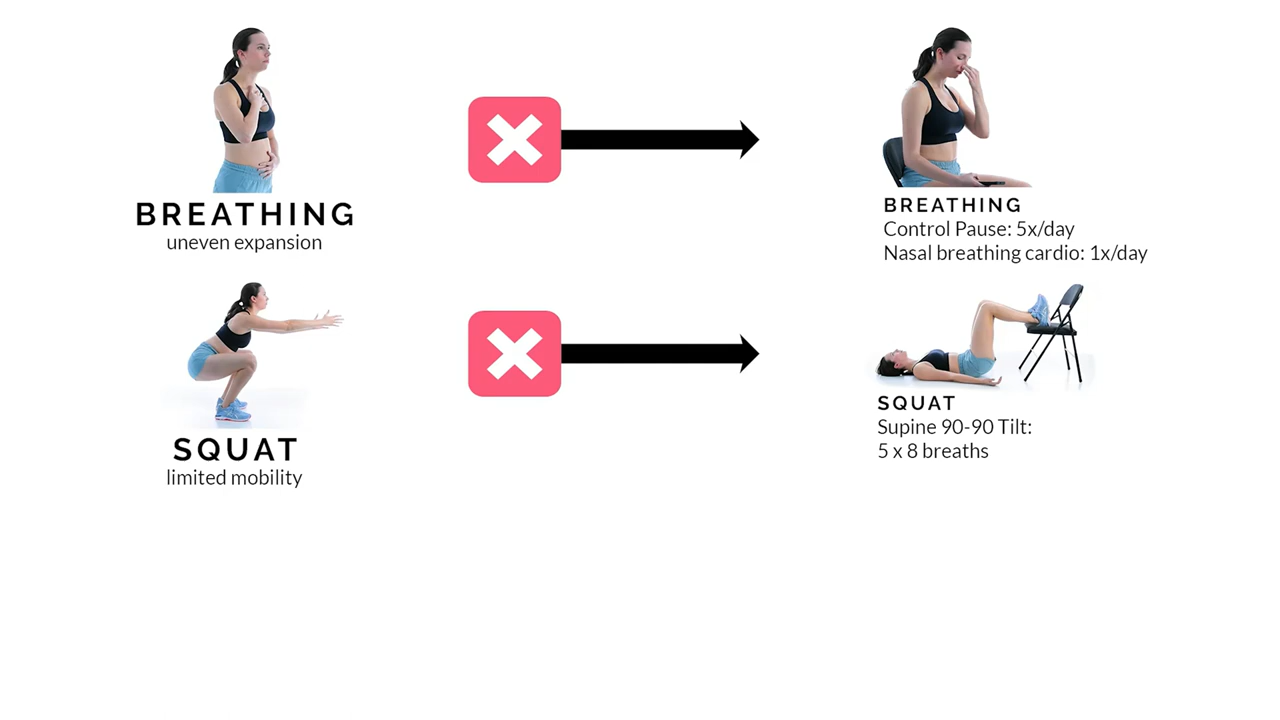 BREATHING
uneven expansion
BREATHING
Control Pause: 5x/day
Nasal breathing cardio: 1x/day
SQUAT
limited mobility
SQUAT
Supine 90-90 Tilt:
5 x 8 breaths